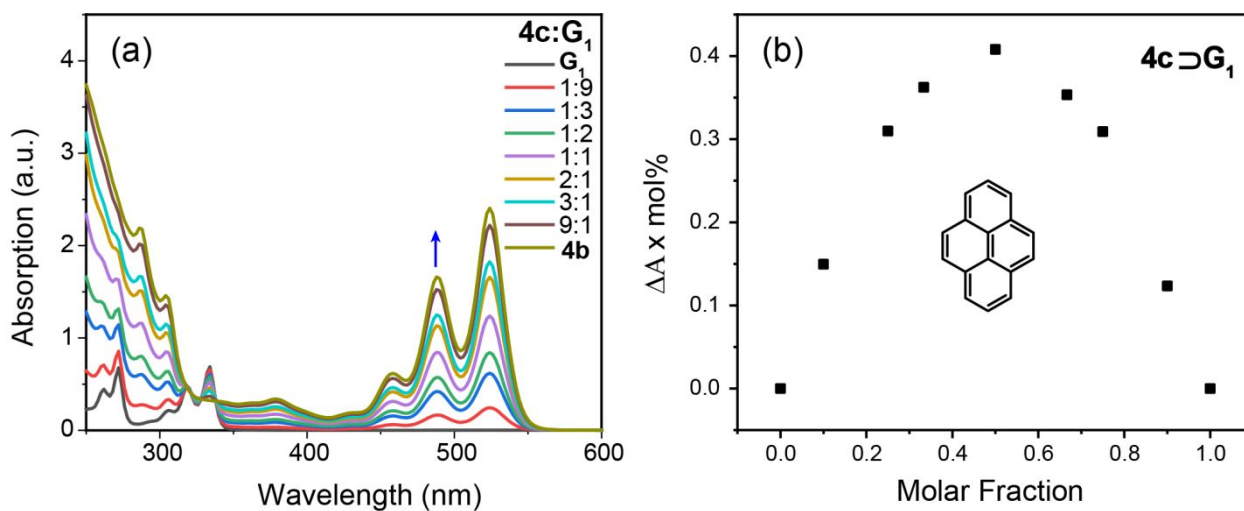 (a)
4c:G₁
G₁
1:9
1:3
1:2
1:1
2:1
3:1
9:1
4b
4
3
2
1
0
Absorption (a.u.)
300
400
500
600
Wavelength (nm)
(b)
4c⊃G₁
0.4
0.3
0.2
0.1
0.0
ΔA x mol%
0.0
0.2
0.4
0.6
0.8
1.0
Molar Fraction